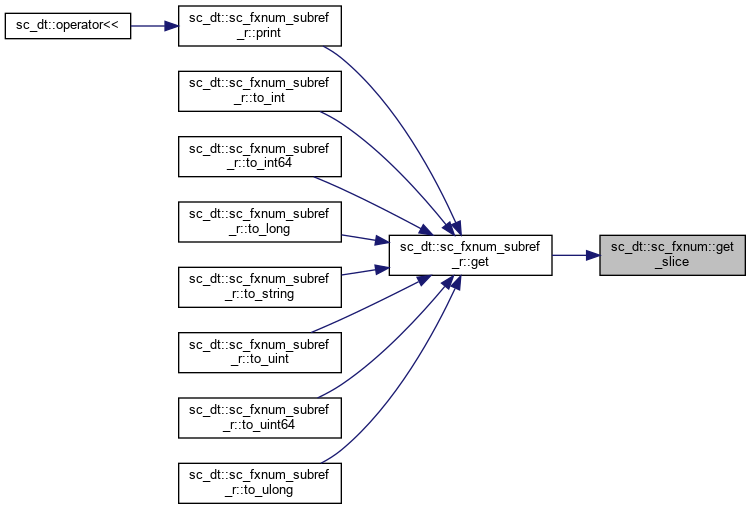 sc_dt::operator<<
sc_dt::sc_fxnum_subref
_r::print
sc_dt::sc_fxnum_subref
_r::to_int
sc_dt::sc_fxnum_subref
_r::to_int64
sc_dt::sc_fxnum_subref
_r::to_long
sc_dt::sc_fxnum_subref
_r::to_string
sc_dt::sc_fxnum_subref
_r::to_uint
sc_dt::sc_fxnum_subref
_r::to_uint64
sc_dt::sc_fxnum_subref
_r::to_ulong
sc_dt::sc_fxnum_subref
_r::get
sc_dt::sc_fxnum::get
_slice